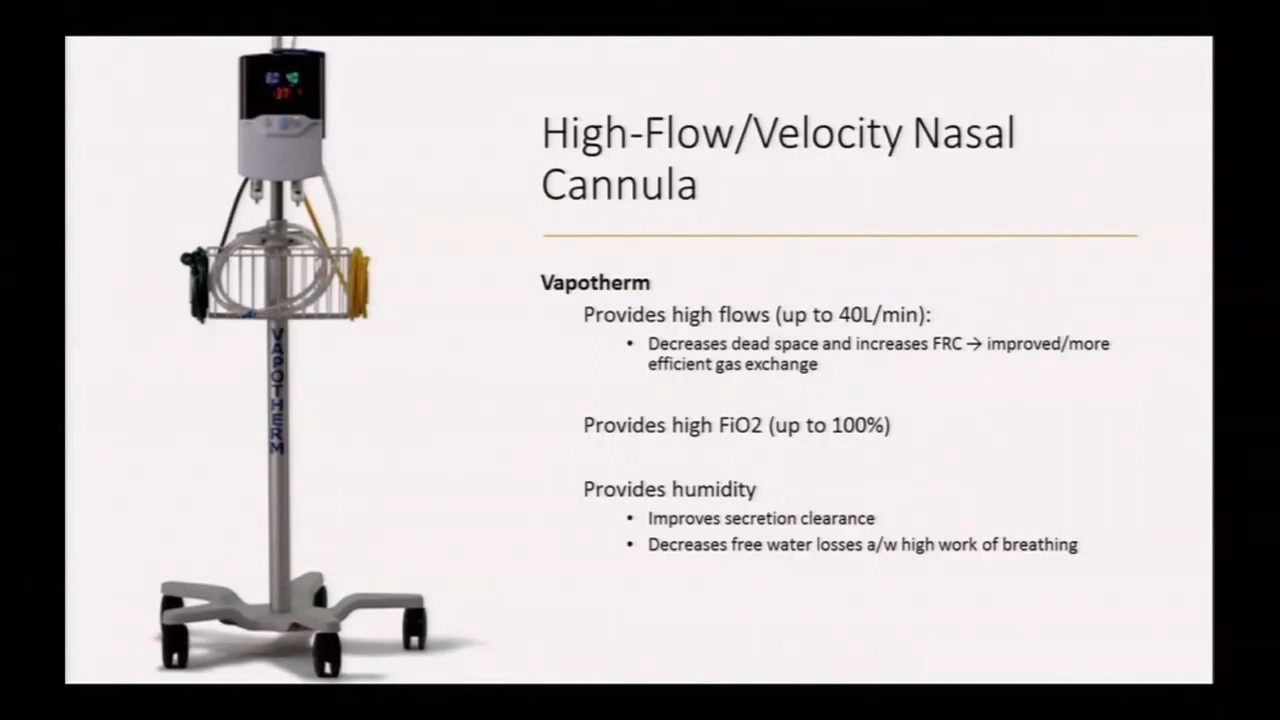 High-Flow/Velocity Nasal
Cannula
Vapotherm
Provides high flows (up to 40L/min):
• Decreases dead space and increases FRC → improved/more
efficient gas exchange
Provides high FiO2 (up to 100%)
Provides humidity
• Improves secretion clearance
• Decreases free water losses a/w high work of breathing
VAPOTHERM